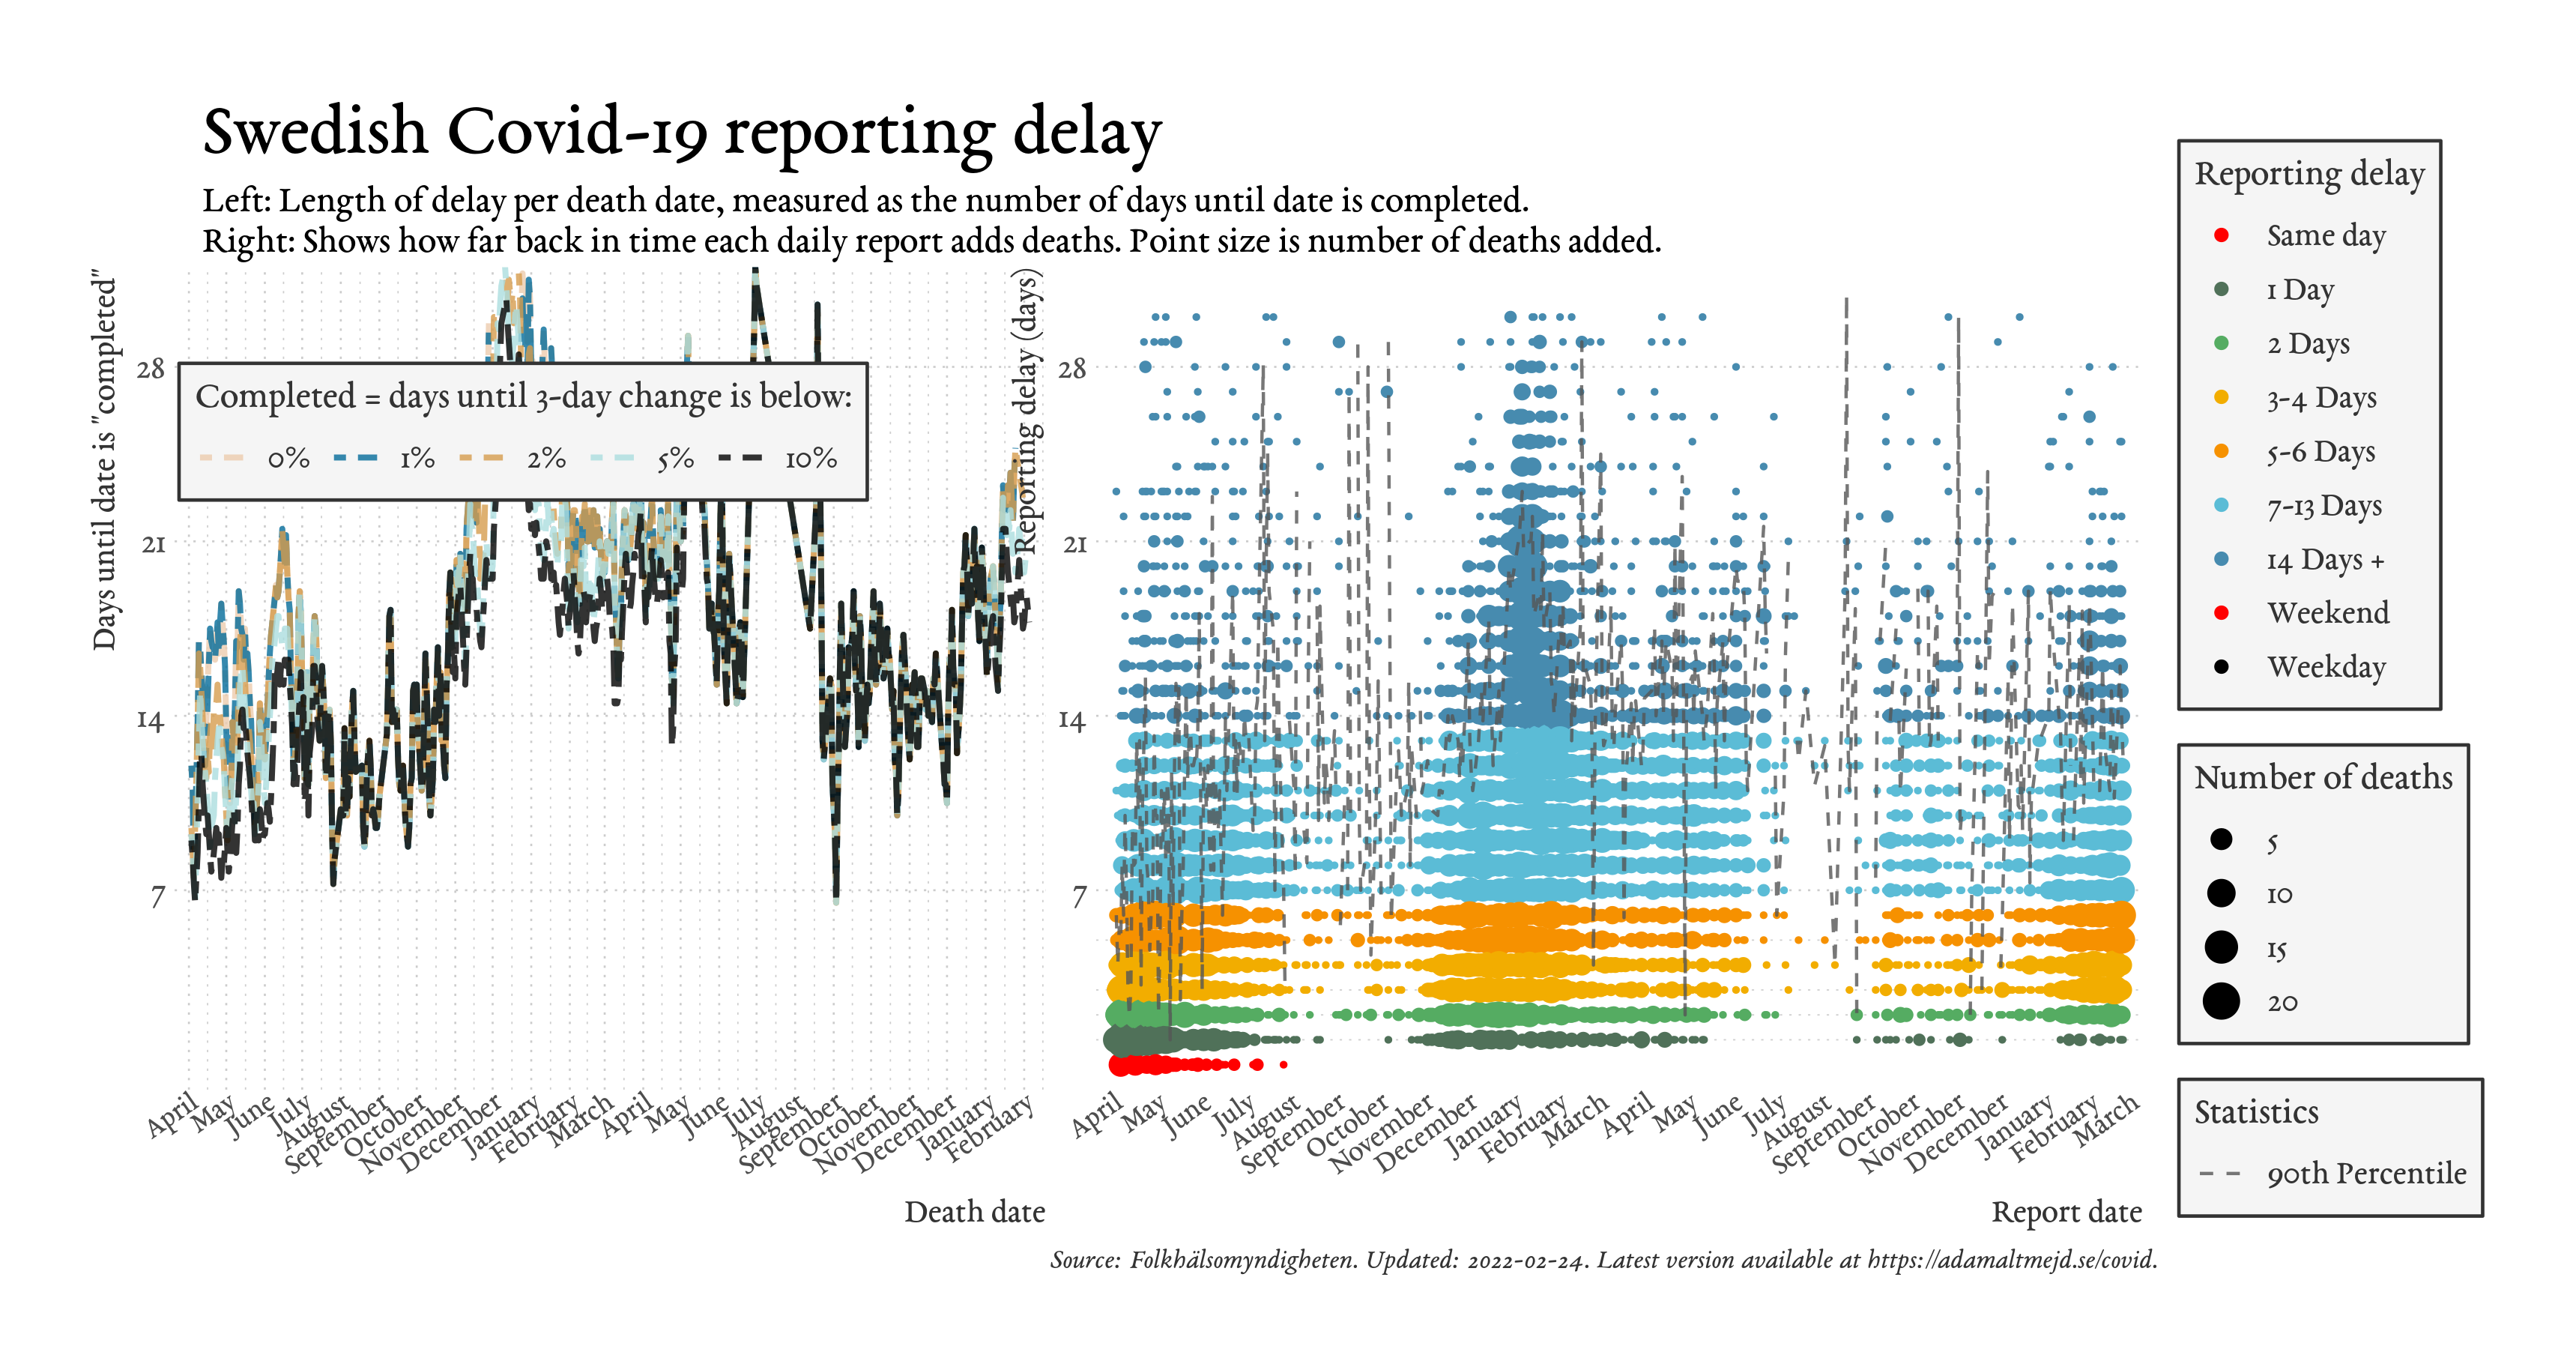 Swedish Covid-19 reporting delay
Left: Length of delay per death date, measured as the number of days until date is completed.
Right: Shows how far back in time each daily report adds deaths. Point size is number of deaths added.
Days until date is "completed"
28
21
14
7
Completed = days until 3-day change is below:
0% 1% 2% 5% 10%
April May June July August September October November December January February March April May June July August September October November December January February
Death date
Reporting delay (days)
28
21
14
7
April May June July August September October November December January February March April May June July August September October November December January February March
Report date
Reporting delay
Same day
1 Day
2 Days
3-4 Days
5-6 Days
7-13 Days
14 Days +
Weekend
Weekday
Number of deaths
5
10
15
20
Statistics
90th Percentile
Source: Folkhälsomyndigheten. Updated: 2022-02-24. Latest version available at https://adamaltmejd.se/covid.